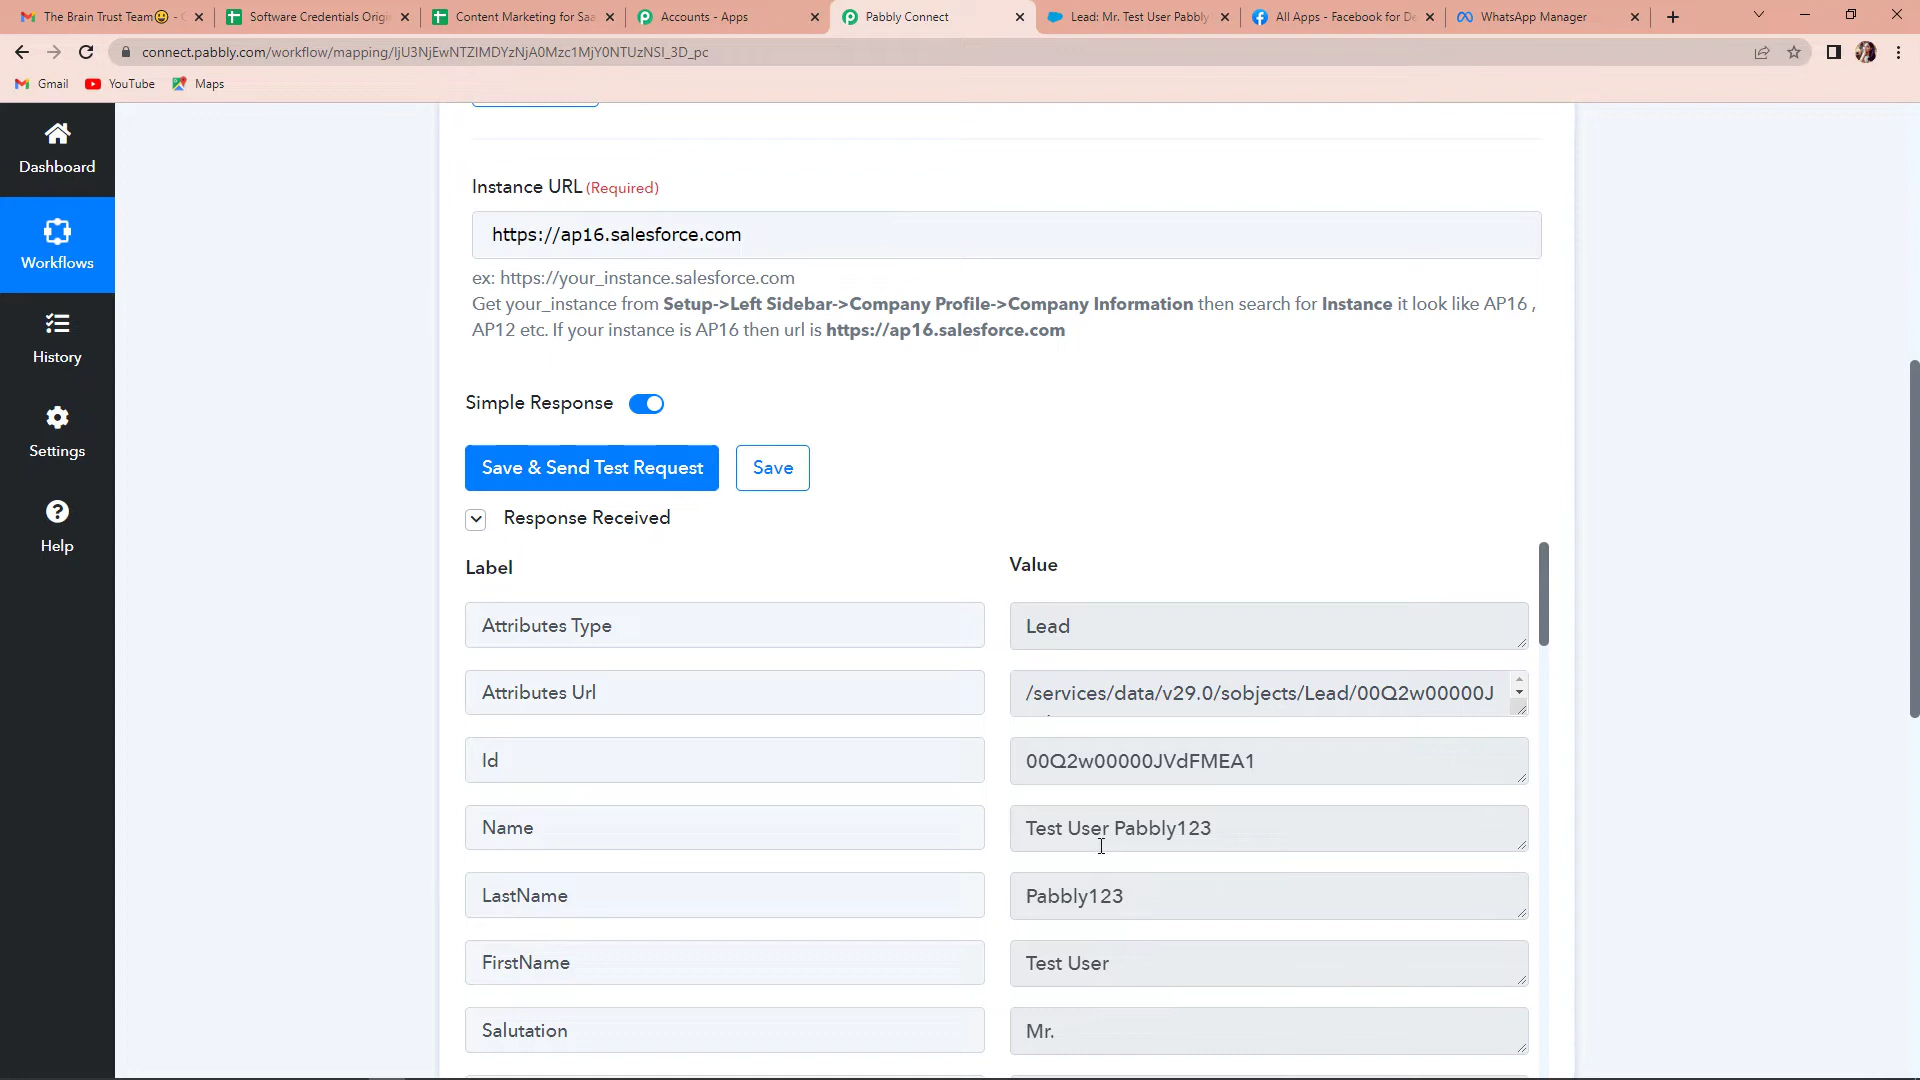 The Brain Trust Team😃 - G
Software Credentials Origi
Content Marketing for Saa
Accounts - Apps
Pabbly Connect
Lead: Mr. Test User Pabbly
All Apps - Facebook for De
WhatsApp Manager
connect.pabbly.com/workflow/mapping/IjU3NjEwNTZlMDYzNjA0Mzc1MjY0NTUzNSI_3D_pc
Gmail
YouTube
Maps
Dashboard
Workflows
History
Settings
Help
Instance URL (Required)
https://ap16.salesforce.com
ex: https://your_instance.salesforce.com
Get your_instance from Setup->Left Sidebar->Company Profile->Company Information then search for Instance it look like AP16 ,
AP12 etc. If your instance is AP16 then url is https://ap16.salesforce.com
Simple Response
Save & Send Test Request
Save
Response Received
Label
Value
Attributes Type
Lead
Attributes Url
/services/data/v29.0/sobjects/Lead/00Q2w00000J
Id
00Q2w00000JVdFMEA1
Name
Test User Pabbly123
LastName
Pabbly123
FirstName
Test User
Salutation
Mr.